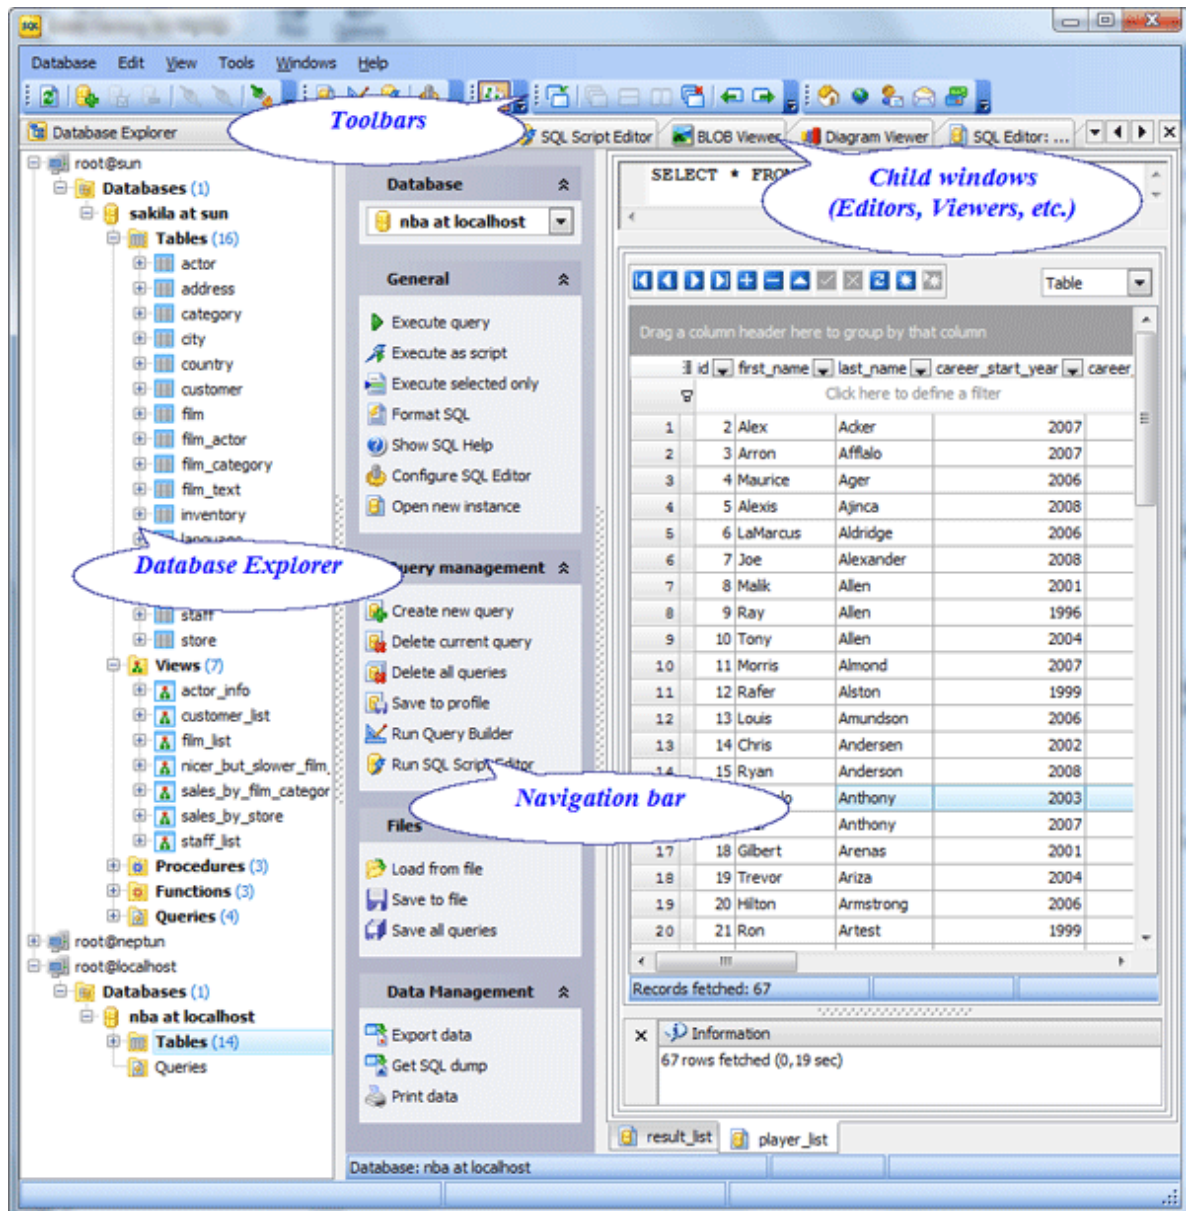 SQL
Database Edit View Tools Windows Help
Toolbars
Database Explorer
SQL Script Editor
BLOB Viewer
Diagram Viewer
SQL Editor: ...
root@sun
Databases (1)
sakila at sun
Tables (16)
actor
address
category
city
country
customer
film
film_actor
film_category
film_text
inventory
language
Database Explorer
staff
store
Views (7)
actor_info
customer_list
film_list
nicer_but_slower_film_
sales_by_film_categor
sales_by_store
staff_list
Procedures (3)
Functions (3)
Queries (4)
root@neptun
root@localhost
Databases (1)
nba at localhost
Tables (14)
Queries
Database
nba at localhost
General
Execute query
Execute as script
Execute selected only
Format SQL
Show SQL Help
Configure SQL Editor
Open new instance
Query management
Create new query
Delete current query
Delete all queries
Save to profile
Run Query Builder
Run SQL Script Editor
Navigation bar
Files
Load from file
Save to file
Save all queries
Data Management
Export data
Get SQL dump
Print data
SELECT * FROM
Child windows
(Editors, Viewers, etc.)
Table
Drag a column header here to group by that column
id first_name last_name career_start_year career_
Click here to define a filter
1 2 Alex Acker 2007
2 3 Arron Afflalo 2007
3 4 Maurice Ager 2006
4 5 Alexis Ajinca 2008
5 6 LaMarcus Aldridge 2006
6 7 Joe Alexander 2008
7 8 Malik Allen 2001
8 9 Ray Allen 1996
9 10 Tony Allen 2004
10 11 Morris Almond 2007
11 12 Rafer Alston 1999
12 13 Louis Amundson 2006
13 14 Chris Andersen 2002
14 15 Ryan Anderson 2008
Anthony 2003
Anthony 2007
17 18 Gilbert Arenas 2001
18 19 Trevor Ariza 2004
19 20 Hilton Armstrong 2006
20 21 Ron Artest 1999
Records fetched: 67
Information
67 rows fetched (0,19 sec)
result_list
player_list
Database: nba at localhost